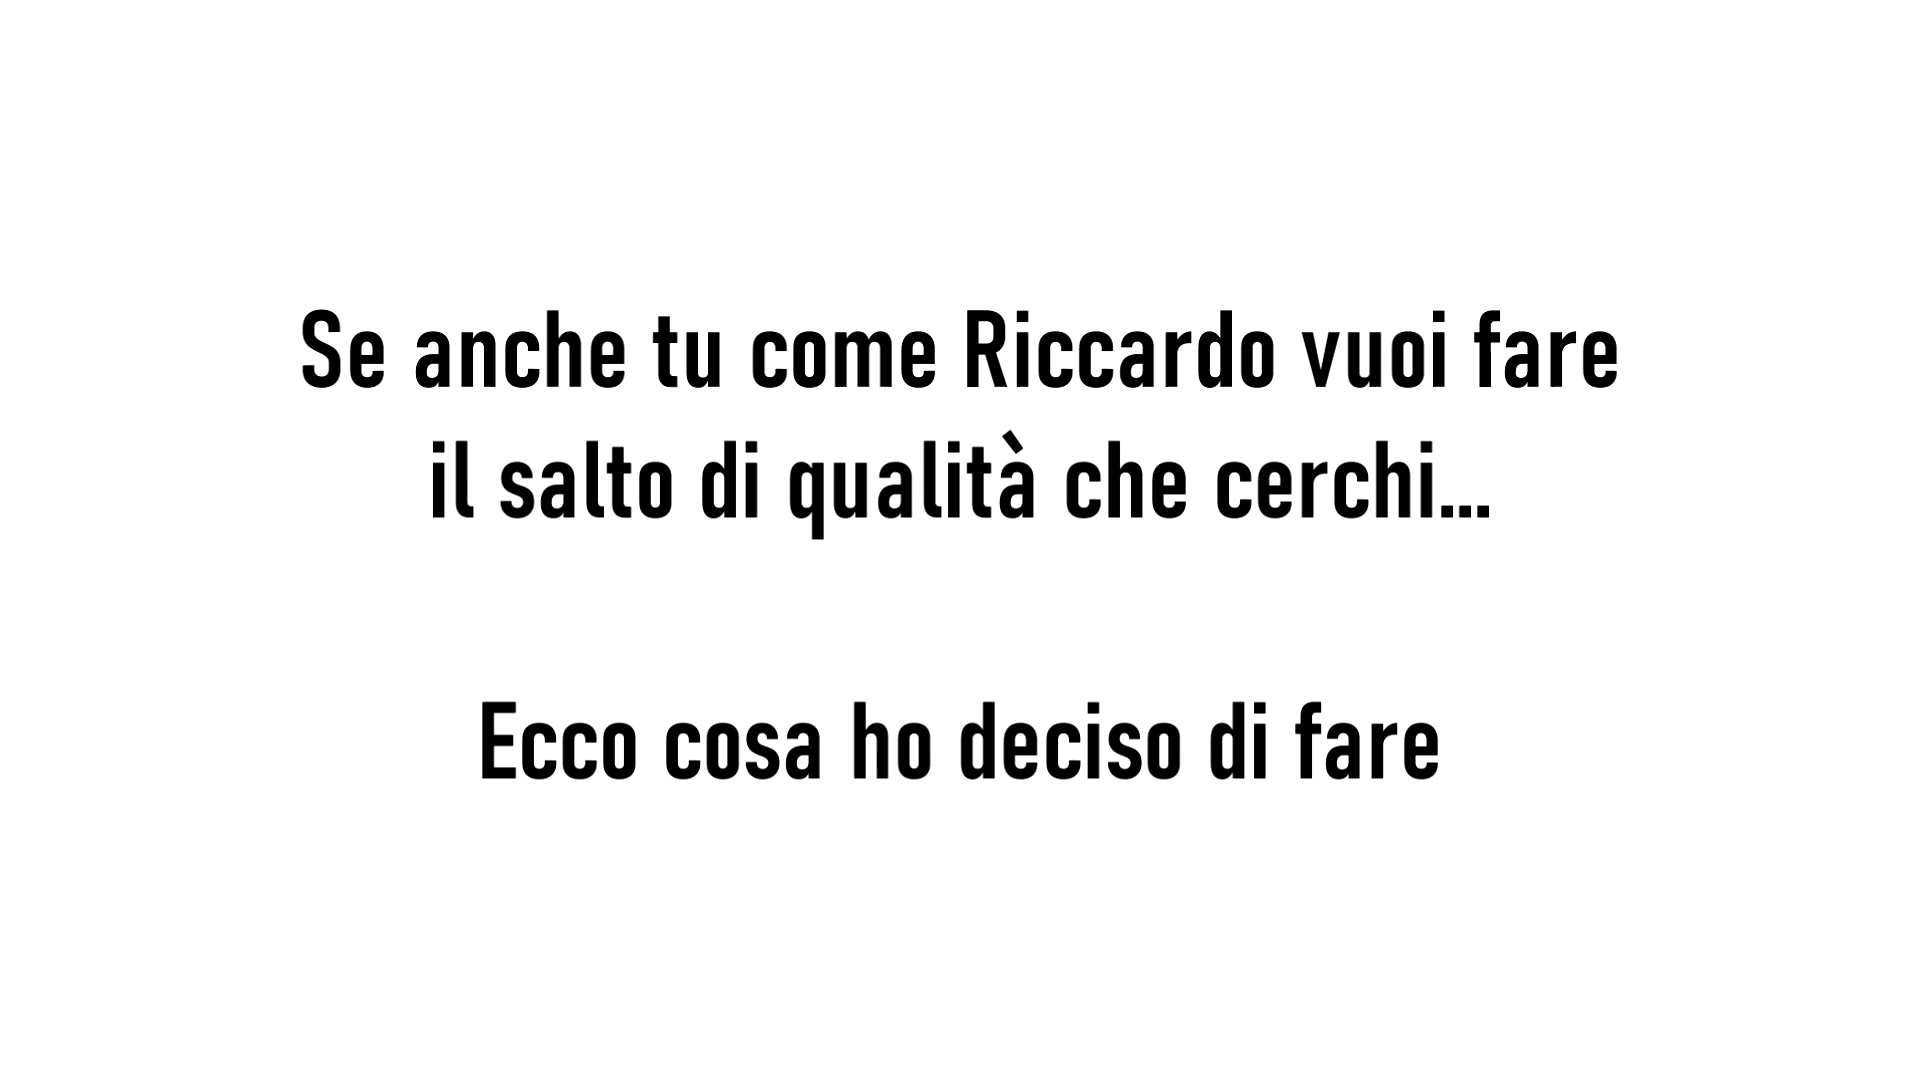 Se anche tu come Riccardo vuoi fare
il salto di qualità che cerchi...
Ecco cosa ho deciso di fare